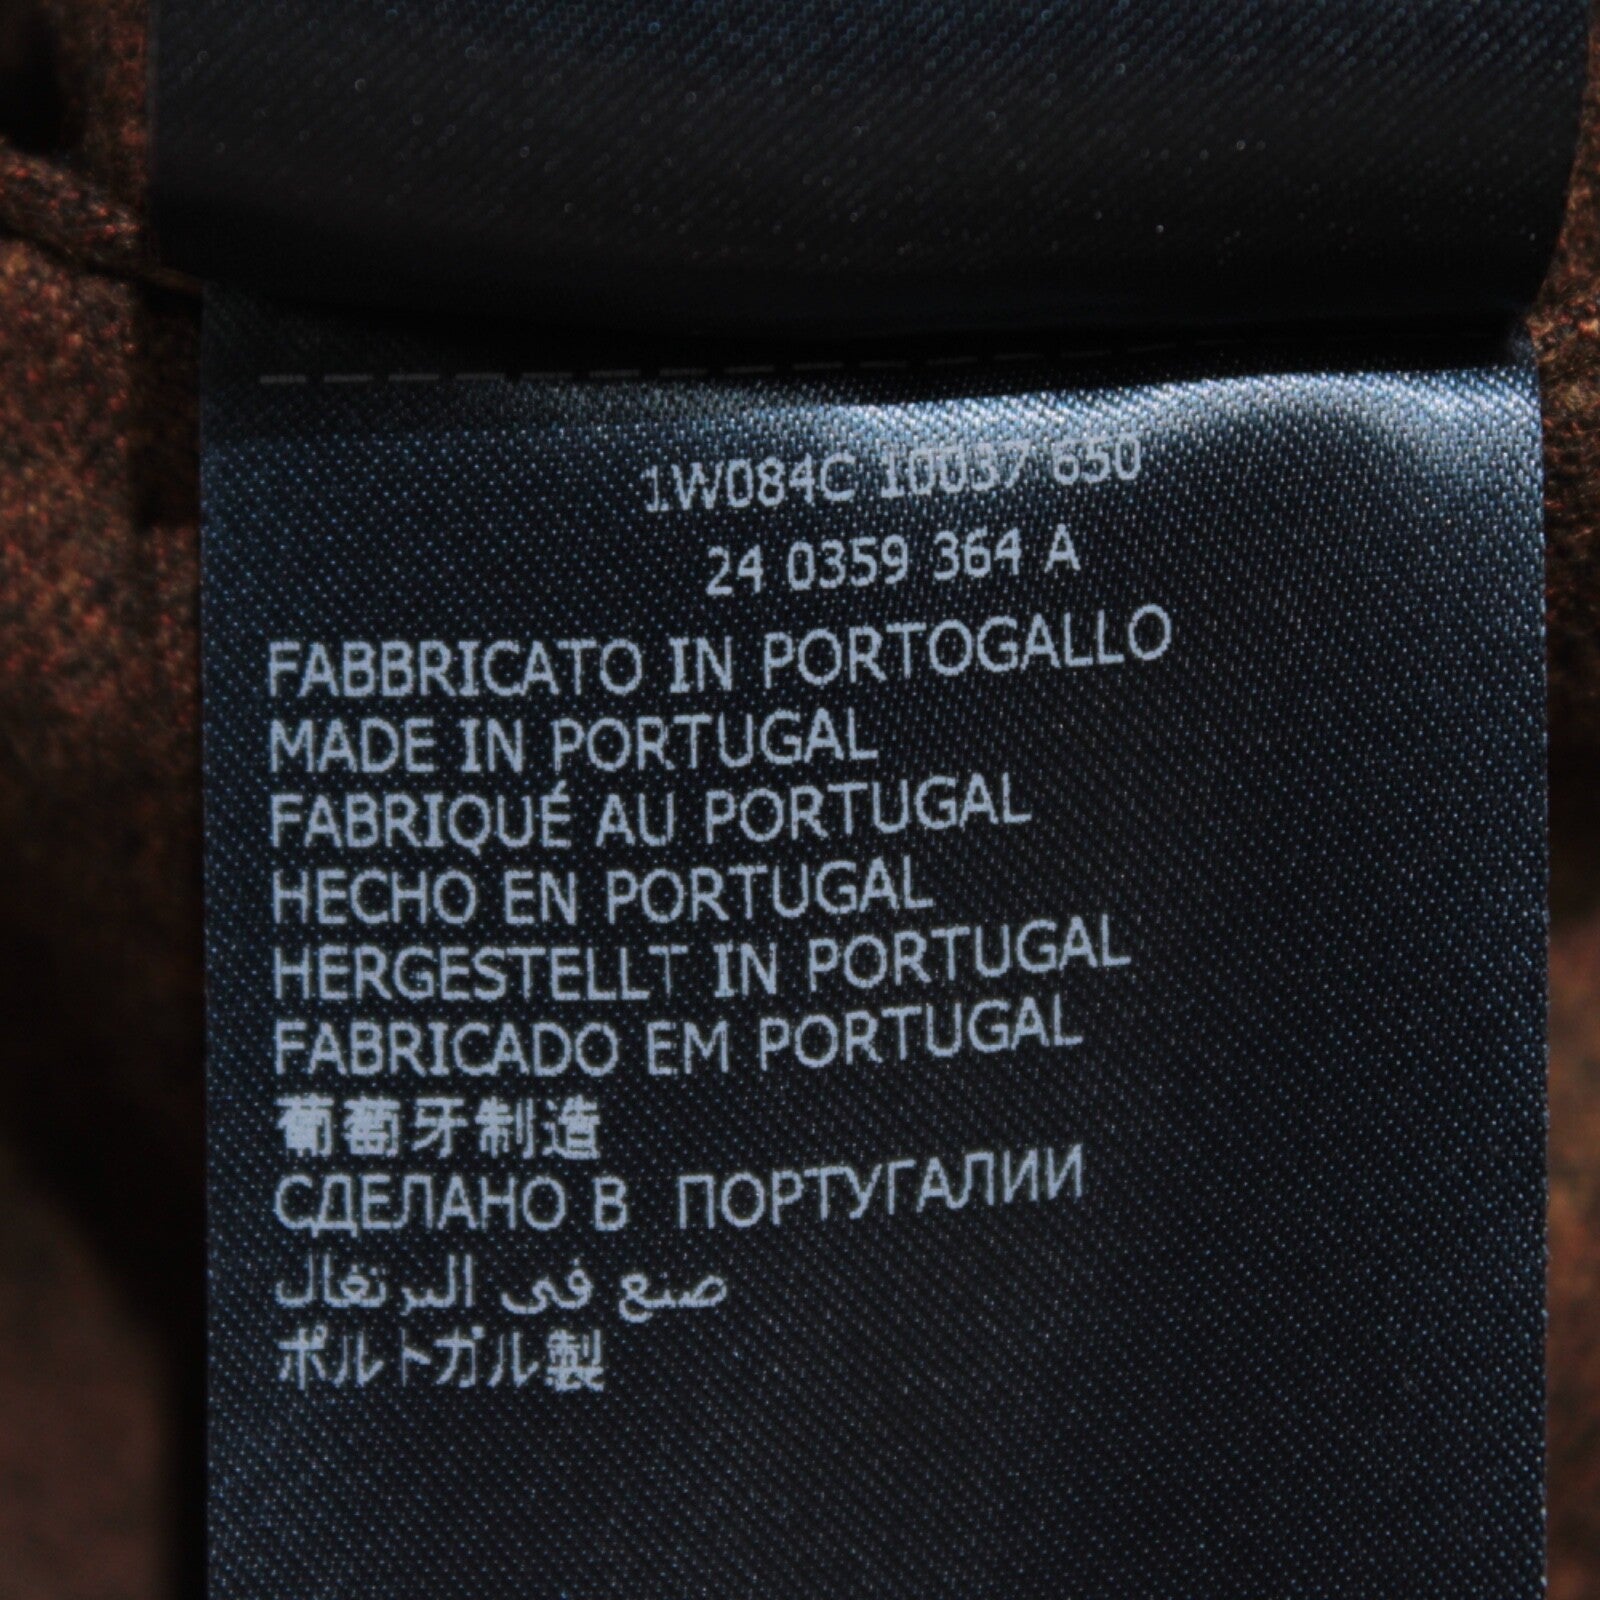 1W084C 10037 650
24 0359 364 A
FABBRICATO IN PORTOGALLO
MADE IN PORTUGAL
FABRIQUÉ AU PORTUGAL
HECHO EN PORTUGAL
HERGESTELLT IN PORTUGAL
FABRICADO EM PORTUGAL
葡萄牙制造
СДЕЛАНО В ПОРТУГАЛИИ
صنع في البرتغال
ポルトガル製